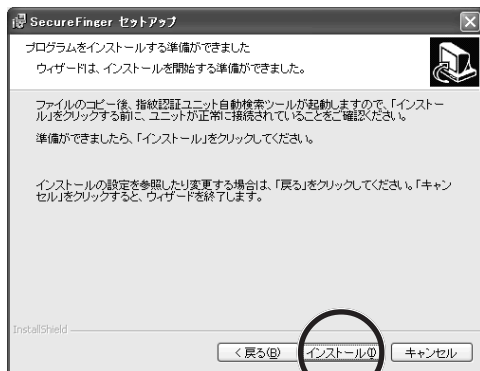 SecureFinger セットアップ
プログラムをインストールする準備ができました
ウィザードは、インストールを開始する準備ができました。
ファイルのコピー後、指紋認証ユニット自動検索ツールが起動しますので、「インストー
ル」をクリックする前に、ユニットが正常に接続されていることをご確認ください。
準備ができましたら、「インストール」をクリックしてください。
インストールの設定を参照したり変更する場合は、「戻る」をクリックしてください。「キャン
セル」をクリックすると、ウィザードを終了します。
InstallShield
< 戻る(B) インストール(I) キャンセル